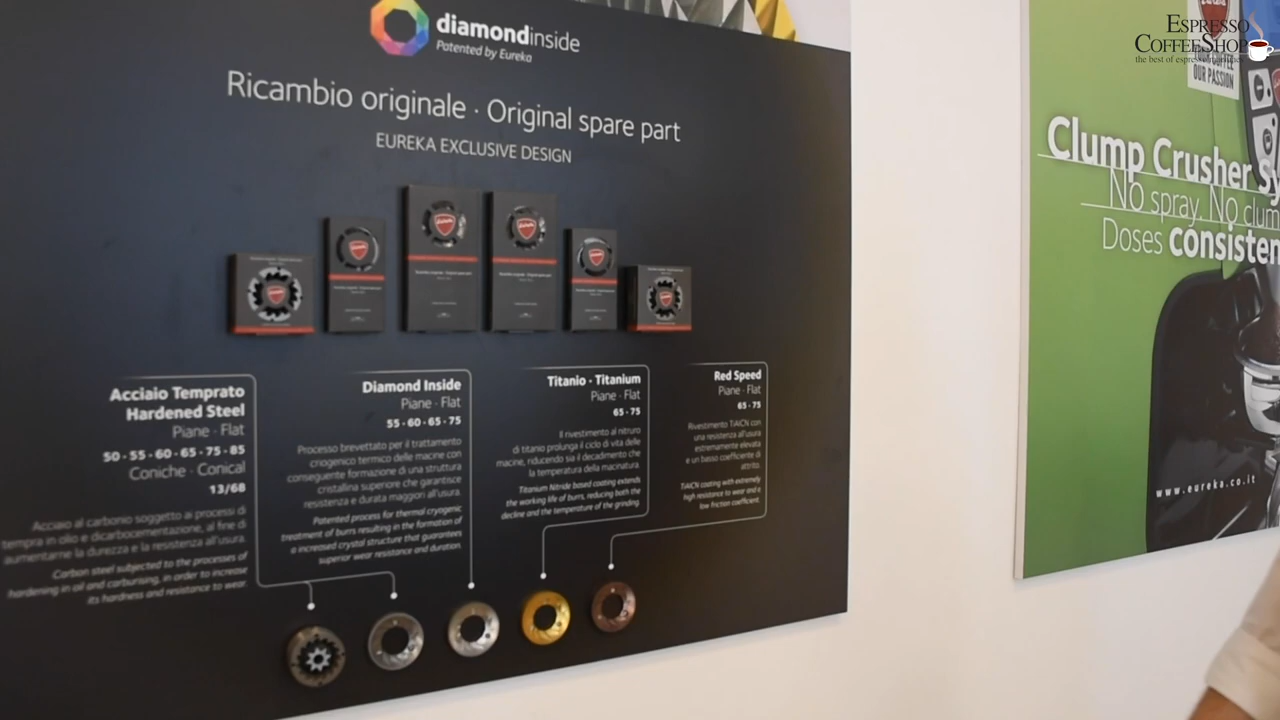 diamondinside
Patented by Eureka
Ricambio originale · Original spare part
EUREKA EXCLUSIVE DESIGN
Acciaio Temprato
Hardened Steel
Piane · Flat
50 · 55 · 60 · 65 · 75 · 85
Coniche · Conical
13/68
Acciaio al carbonio soggetto ai processi di
tempra in olio e dicarbocementazione, al fine di
aumentarne la durezza e la resistenza all'usura.
Carbon steel subjected to the processes of
hardening in oil and carburising, in order to increase
its hardness and resistance to wear.
Diamond Inside
Piane · Flat
55 · 60 · 65 · 75
Processo brevettato per il trattamento
criogenico termico delle macine con
conseguente formazione di una struttura
cristallina superiore che garantisce
resistenza e durata maggiori all'usura.
Patented process for thermal cryogenic
treatment of burrs resulting in the formation of
a increased crystal structure that guarantees
superior wear resistance and duration.
Titanio - Titanium
Piane · Flat
65 · 75
Il rivestimento al nitruro
di titanio prolunga il ciclo di vita delle
macine, riducendo sia il decadimento che
la temperatura della macinatura.
Titanium Nitride based coating extends
the working life of burrs, reducing both the
decline and the temperature of the grinding.
Red Speed
Piane · Flat
65 · 75
Rivestimento TiAlCN con
una resistenza all'usura
estremamente elevata
e un basso coefficiente di
attrito.
TiAlCN coating with extremely
high resistance to wear and a
low friction coefficient.
ESPRESSO
COFFEESHOP
the best of espresso
OUR PASSION
Clump Crusher Sy
No spray. No clum
Doses consisten
www.eureka.co.it